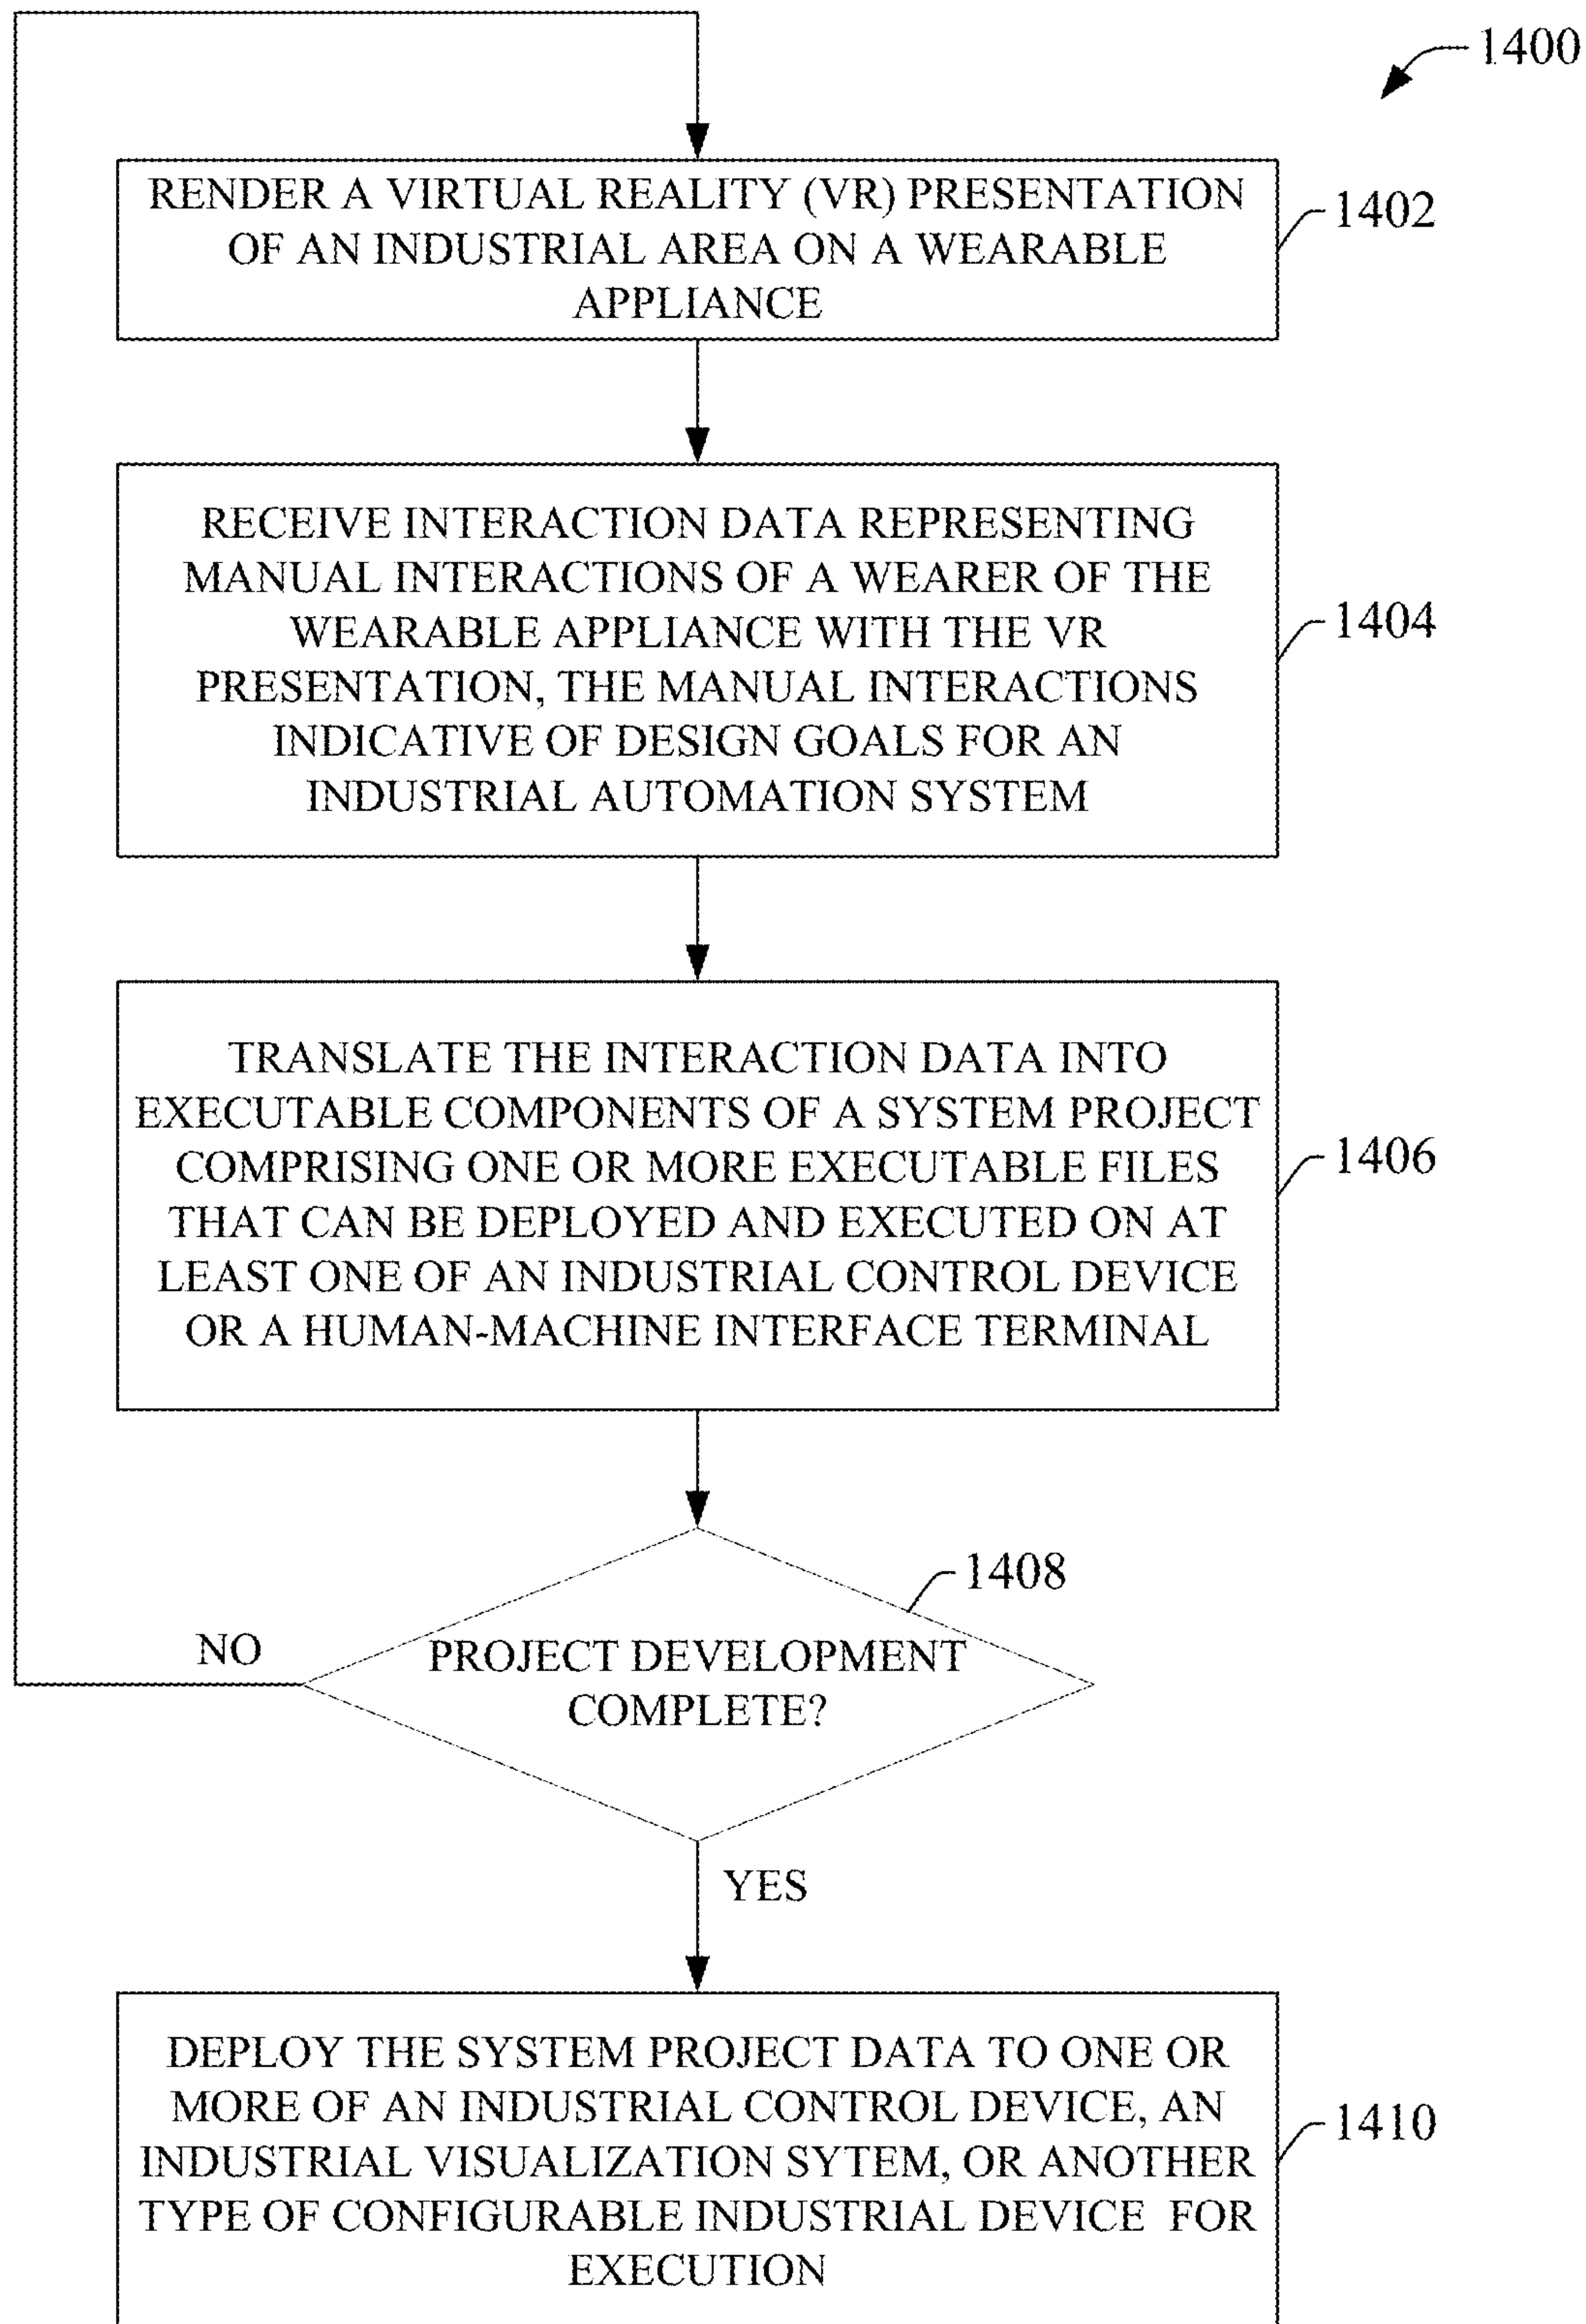 1400
RENDER A VIRTUAL REALITY (VR) PRESENTATION
OF AN INDUSTRIAL AREA ON A WEARABLE
APPLIANCE
1402
RECEIVE INTERACTION DATA REPRESENTING
MANUAL INTERACTIONS OF A WEARER OF THE
WEARABLE APPLIANCE WITH THE VR
PRESENTATION, THE MANUAL INTERACTIONS
INDICATIVE OF DESIGN GOALS FOR AN
INDUSTRIAL AUTOMATION SYSTEM
1404
TRANSLATE THE INTERACTION DATA INTO
EXECUTABLE COMPONENTS OF A SYSTEM PROJECT
COMPRISING ONE OR MORE EXECUTABLE FILES
THAT CAN BE DEPLOYED AND EXECUTED ON AT
LEAST ONE OF AN INDUSTRIAL CONTROL DEVICE
OR A HUMAN-MACHINE INTERFACE TERMINAL
1406
1408
NO
PROJECT DEVELOPMENT
COMPLETE?
YES
DEPLOY THE SYSTEM PROJECT DATA TO ONE OR
MORE OF AN INDUSTRIAL CONTROL DEVICE, AN
INDUSTRIAL VISUALIZATION SYTEM, OR ANOTHER
TYPE OF CONFIGURABLE INDUSTRIAL DEVICE  FOR
EXECUTION
1410